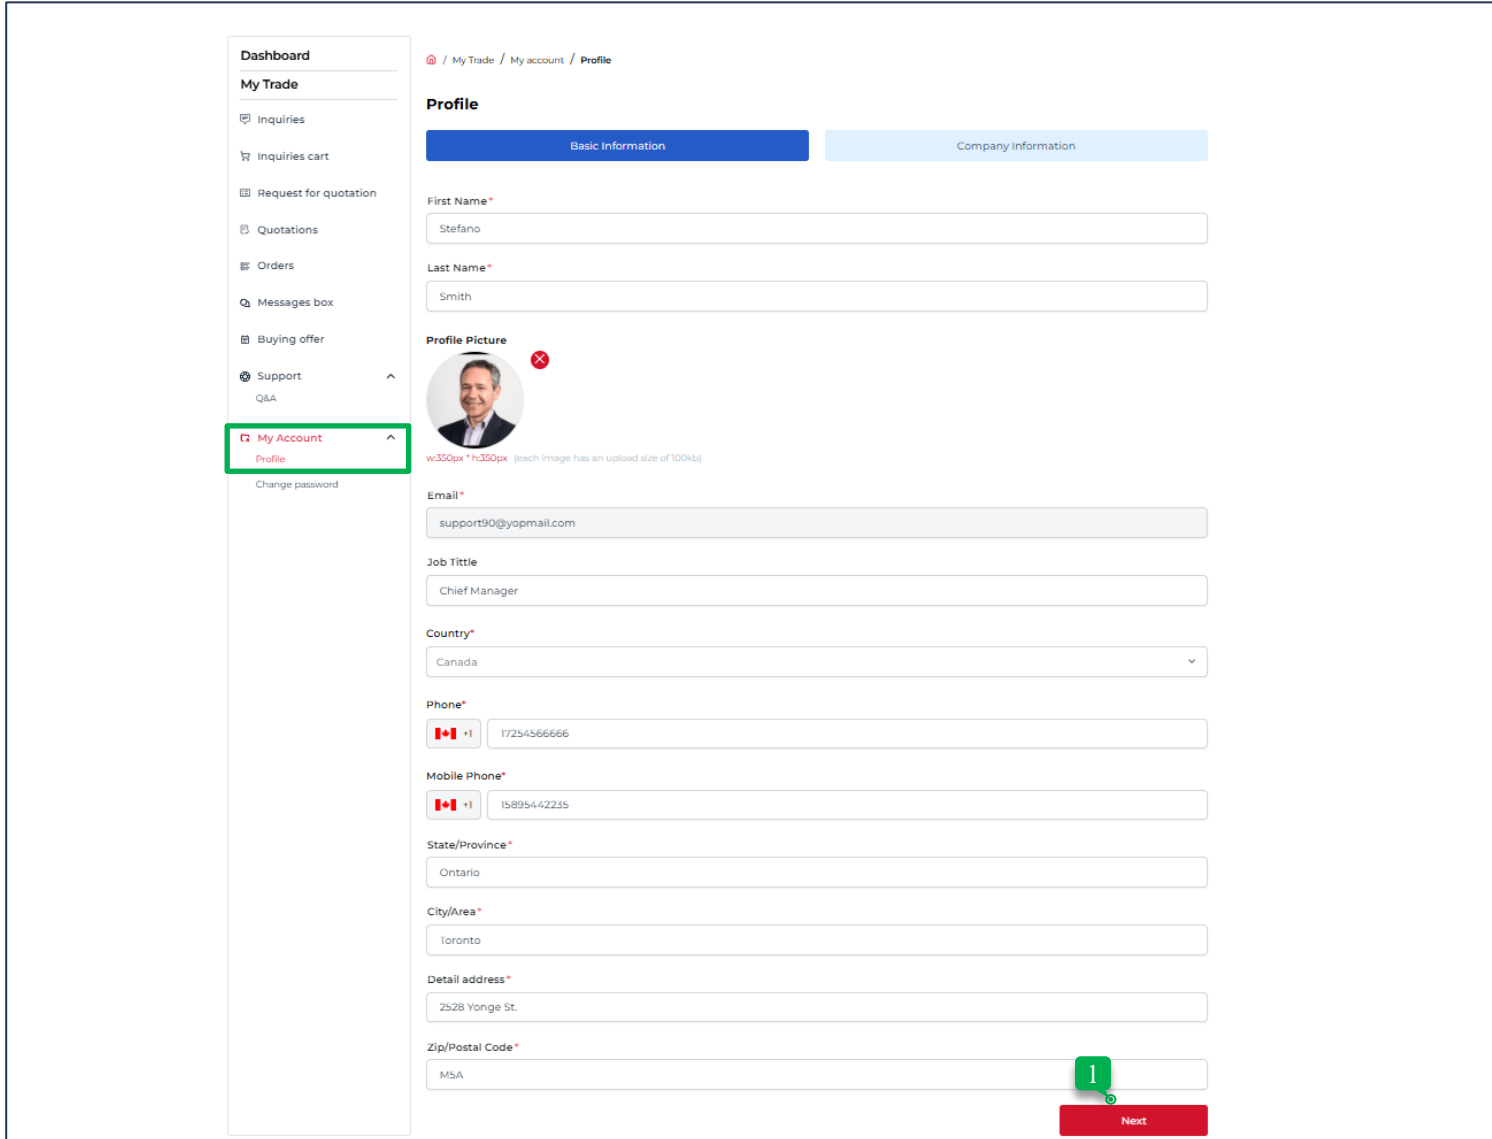 Dashboard
My Trade
Inquiries
Inquiries cart
Request for quotation
Quotations
Orders
Messages box
Buying offer
Support
Q&A
My Account
Profile
Change password
/ My Trade / My account / Profile
Profile
Basic Information
Company Information
First Name*
Stefano
Last Name*
Smith
Profile Picture
w:350px * h:350px (each image has an upload size of 100kb)
Email*
support90@yopmail.com
Job Tittle
Chief Manager
Country*
Canada
Phone*
+1 17254566666
Mobile Phone*
+1 15895442235
State/Province*
Ontario
City/Area*
Toronto
Detail address*
2528 Yonge St.
Zip/Postal Code*
M5A
1
Next